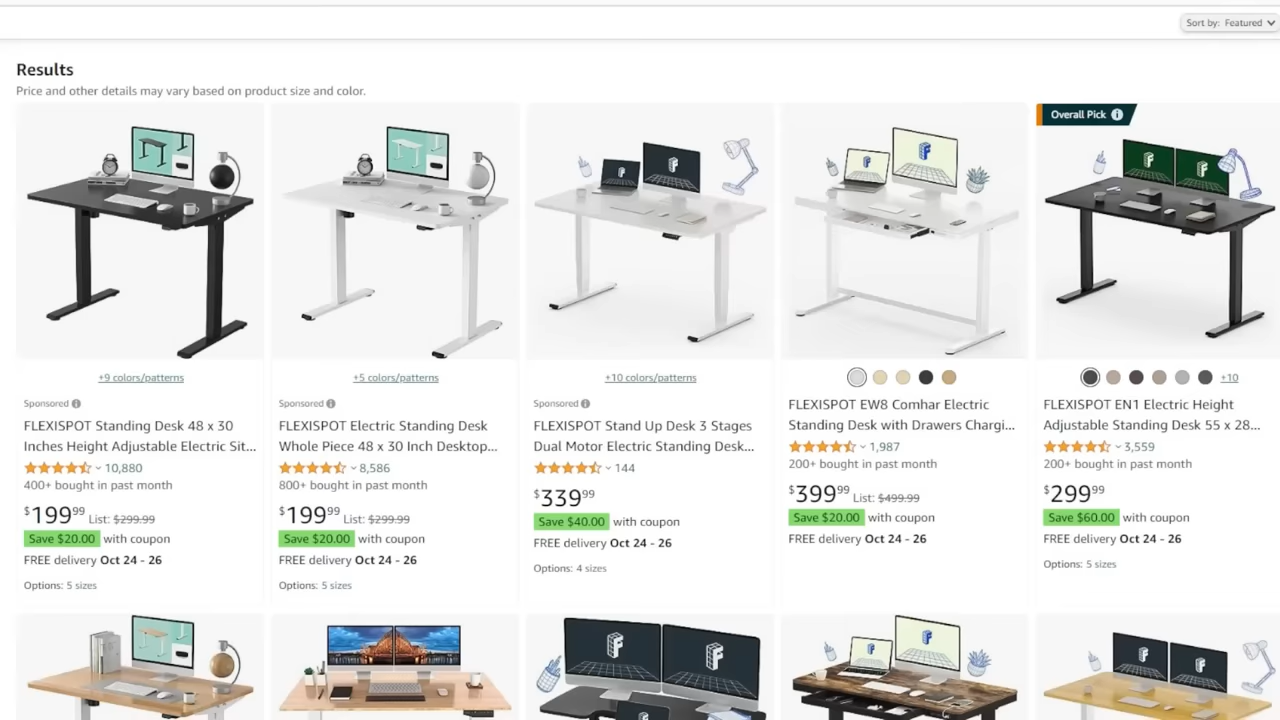 Sort by: Featured
Results
Price and other details may vary based on product size and color.
+9 colors/patterns
Sponsored
FLEXISPOT Standing Desk 48 x 30
Inches Height Adjustable Electric Sit...
10,880
400+ bought in past month
$199.99 List: $299.99
Save $20.00 with coupon
FREE delivery Oct 24 - 26
Options: 5 sizes
+5 colors/patterns
Sponsored
FLEXISPOT Electric Standing Desk
Whole Piece 48 x 30 Inch Desktop...
8,586
800+ bought in past month
$199.99 List: $299.99
Save $20.00 with coupon
FREE delivery Oct 24 - 26
Options: 5 sizes
+10 colors/patterns
Sponsored
FLEXISPOT Stand Up Desk 3 Stages
Dual Motor Electric Standing Desk...
144
$339.99
Save $40.00 with coupon
FREE delivery Oct 24 - 26
Options: 4 sizes
FLEXISPOT EW8 Comhar Electric
Standing Desk with Drawers Chargi...
1,987
200+ bought in past month
$399.99 List: $499.99
Save $20.00 with coupon
FREE delivery Oct 24 - 26
Overall Pick
+10
FLEXISPOT EN1 Electric Height
Adjustable Standing Desk 55 x 28...
3,559
200+ bought in past month
$299.99
Save $60.00 with coupon
FREE delivery Oct 24 - 26
Options: 5 sizes